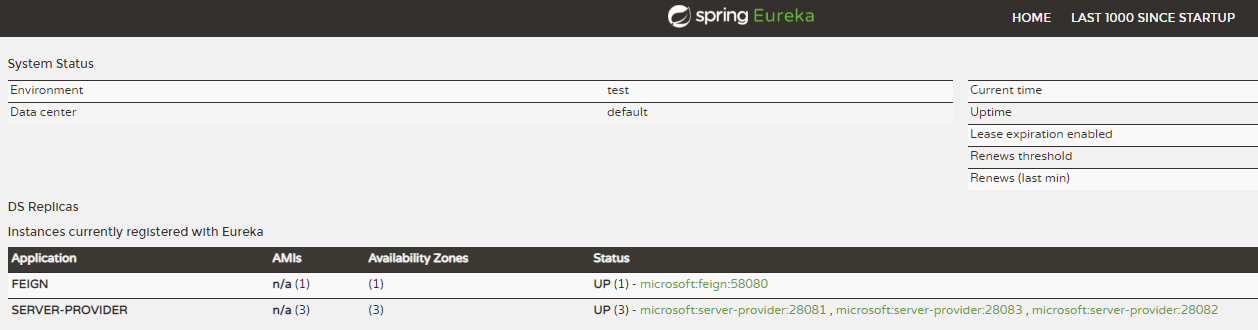 spring Eureka HOME LAST 1000 SINCE STARTUP
System Status
Environment test Current time
Data center default Uptime
Lease expiration enabled
Renews threshold
Renews (last min)
DS Replicas
Instances currently registered with Eureka
Application AMIs Availability Zones Status
FEIGN n/a (1) (1) UP (1) - microsoft:feign:58080
SERVER-PROVIDER n/a (3) (3) UP (3) - microsoft:server-provider:28081 , microsoft:server-provider:28083 , microsoft:server-provider:28082